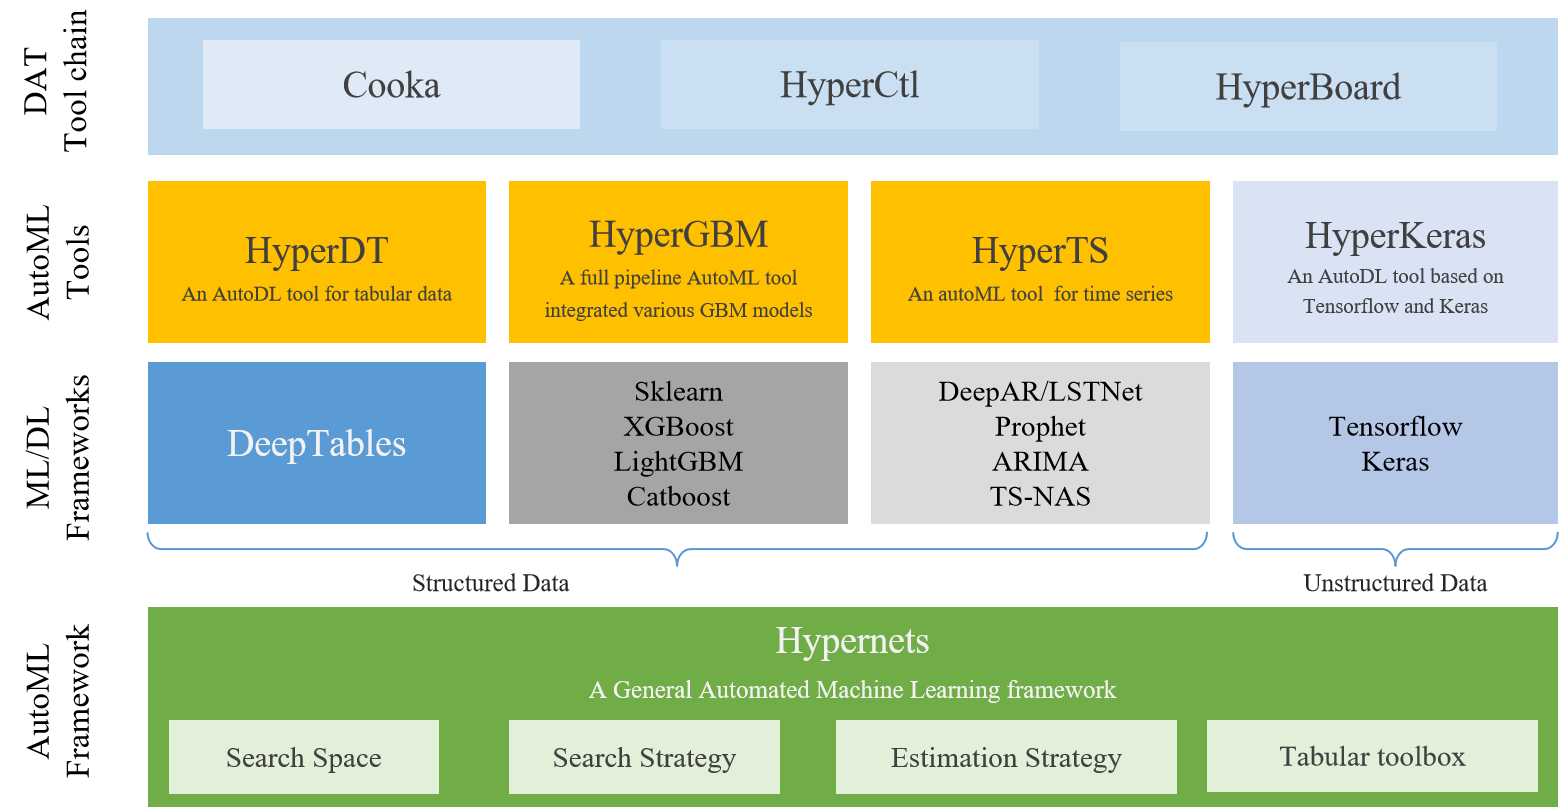 DAT
Tool chain
Cooka
HyperCtl
HyperBoard
AutoML
Tools
HyperDT
An AutoDL tool for tabular data
HyperGBM
A full pipeline AutoML tool
integrated various GBM models
HyperTS
An autoML tool  for time series
HyperKeras
An AutoDL tool based on
Tensorflow and Keras
ML/DL
Frameworks
DeepTables
Sklearn
XGBoost
LightGBM
Catboost
DeepAR/LSTNet
Prophet
ARIMA
TS-NAS
Tensorflow
Keras
Structured Data
Unstructured Data
AutoML
Framework
Hypernets
A General Automated Machine Learning framework
Search Space
Search Strategy
Estimation Strategy
Tabular toolbox